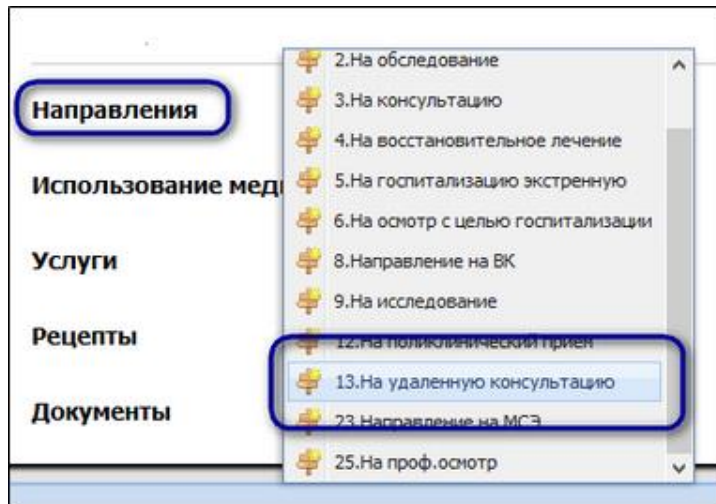 Направления
Использование мед
Услуги
Рецепты
Документы
2.На обследование
3.На консультацию
4.На восстановительное лечение
5.На госпитализацию экстренную
6.На осмотр с целью госпитализации
8.Направление на ВК
9.На исследование
12.На поликлинический прием
13.На удаленную консультацию
23.Направление на МСЭ
25.На проф.осмотр